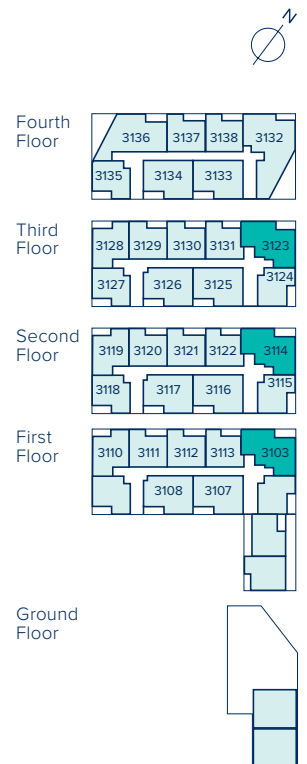 N
Fourth
Floor
3136 3137 3138 3132
3135 3134 3133
Third
Floor
3128 3129 3130 3131 3123
3127 3126 3125 3124
Second
Floor
3119 3120 3121 3122 3114
3118 3117 3116 3115
First
Floor
3110 3111 3112 3113 3103
3108 3107
Ground
Floor